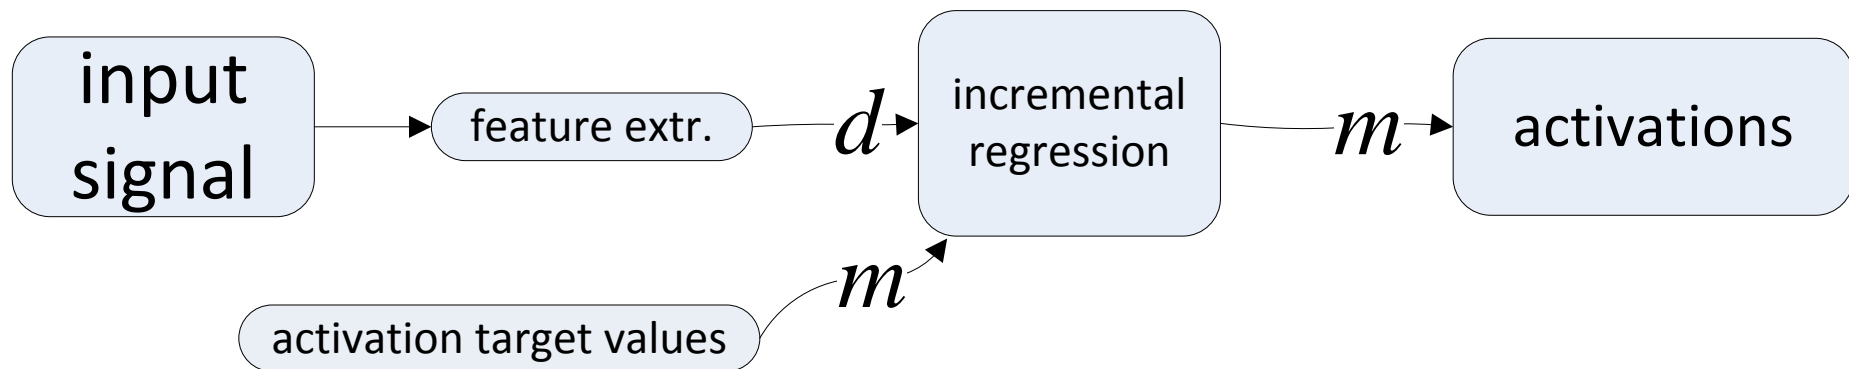 input
signal
feature extr.
d
incremental
regression
m
activations
m
activation target values